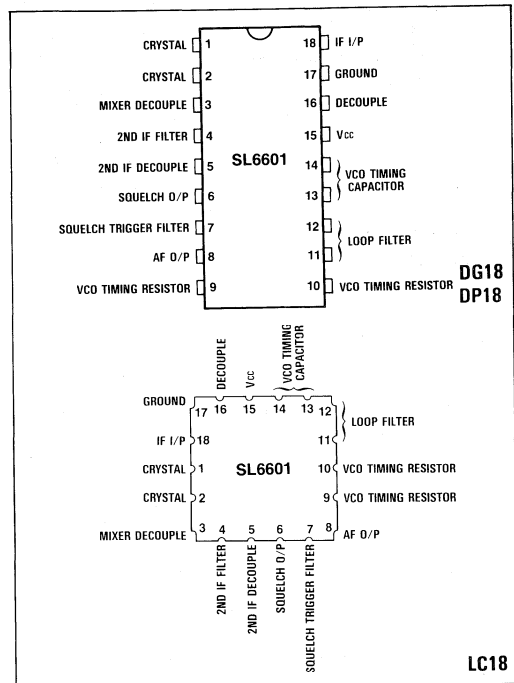 CRYSTAL 1
CRYSTAL 2
MIXER DECOUPLE 3
2ND IF FILTER 4
2ND IF DECOUPLE 5
SQUELCH O/P 6
SQUELCH TRIGGER FILTER 7
AF O/P 8
VCO TIMING RESISTOR 9
SL6601
18 IF I/P
17 GROUND
16 DECOUPLE
15 Vcc
14
13
VCO TIMING
CAPACITOR
12
11
LOOP FILTER
10 VCO TIMING RESISTOR
DG18
DP18
DECOUPLE
Vcc
VCO TIMING
CAPACITOR
GROUND 17
16
15
14
13
12
11
LOOP FILTER
IF I/P 18
CRYSTAL 1
CRYSTAL 2
MIXER DECOUPLE 3
SL6601
10 VCO TIMING RESISTOR
9 VCO TIMING RESISTOR
8 AF O/P
4
5
6
7
2ND IF FILTER
2ND IF DECOUPLE
SQUELCH O/P
SQUELCH TRIGGER FILTER
LC18